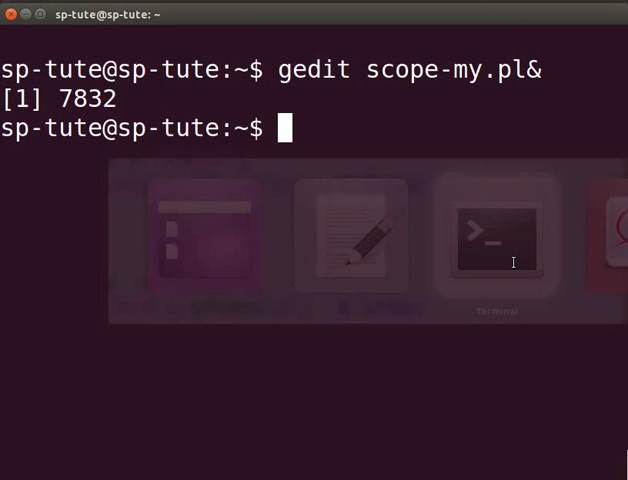 sp-tute@sp-tute: ~
sp-tute@sp-tute:~$ gedit scope-my.pl&
[1] 7832
sp-tute@sp-tute:~$
Terminal